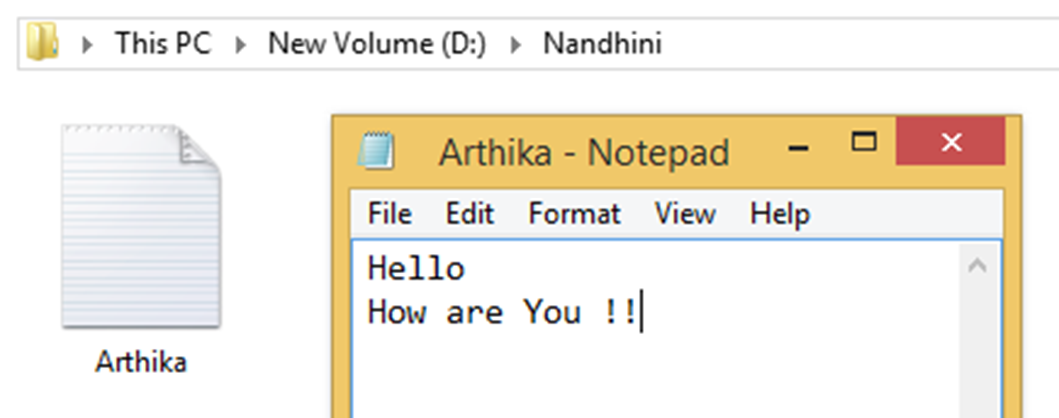 This PC New Volume (D:) Nandhini
Arthika - Notepad
File Edit Format View Help
Hello
How are You !!
Arthika